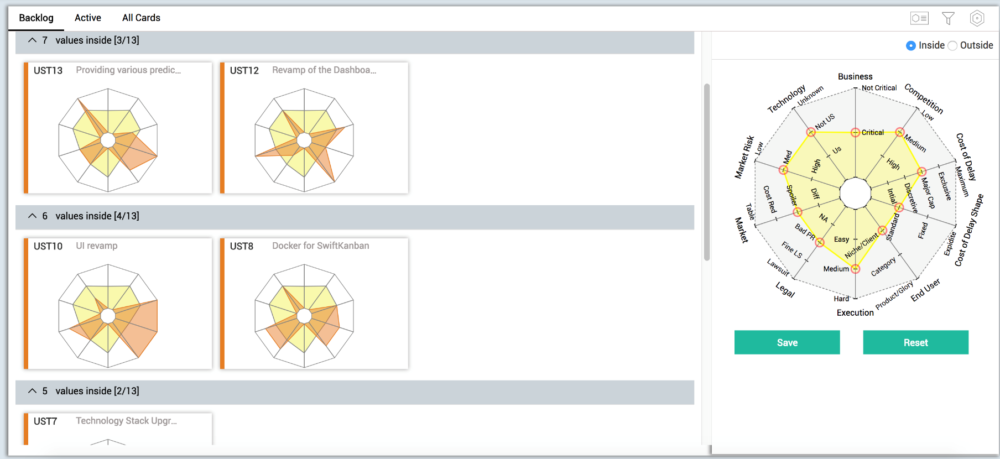 Backlog Active All Cards
7 values inside [3/13]
UST13 Providing various predic...
UST12 Revamp of the Dashboa...
6 values inside [4/13]
UST10 UI revamp
UST8 Docker for SwiftKanban
5 values inside [2/13]
UST7 Technology Stack Upgr...
Inside Outside
Business
Not Critical
Critical
Competition
Low
Medium
High
Cost of Delay
Maximum
Exclusive
Major Cap
Discretive
Intial
Cost of Delay Shape
Expidite
Fixed
Standard
End User
Product/Glory
Category
Niche/Client
Execution
Hard
Medium
Easy
Legal
Lawsuit
Fine LS
Bad PR
NA
Market
Table
Cost Red
Spoiler
Diff
Market Risk
Low
Med
High
Technology
Unknown
Not US
Us
Save
Reset